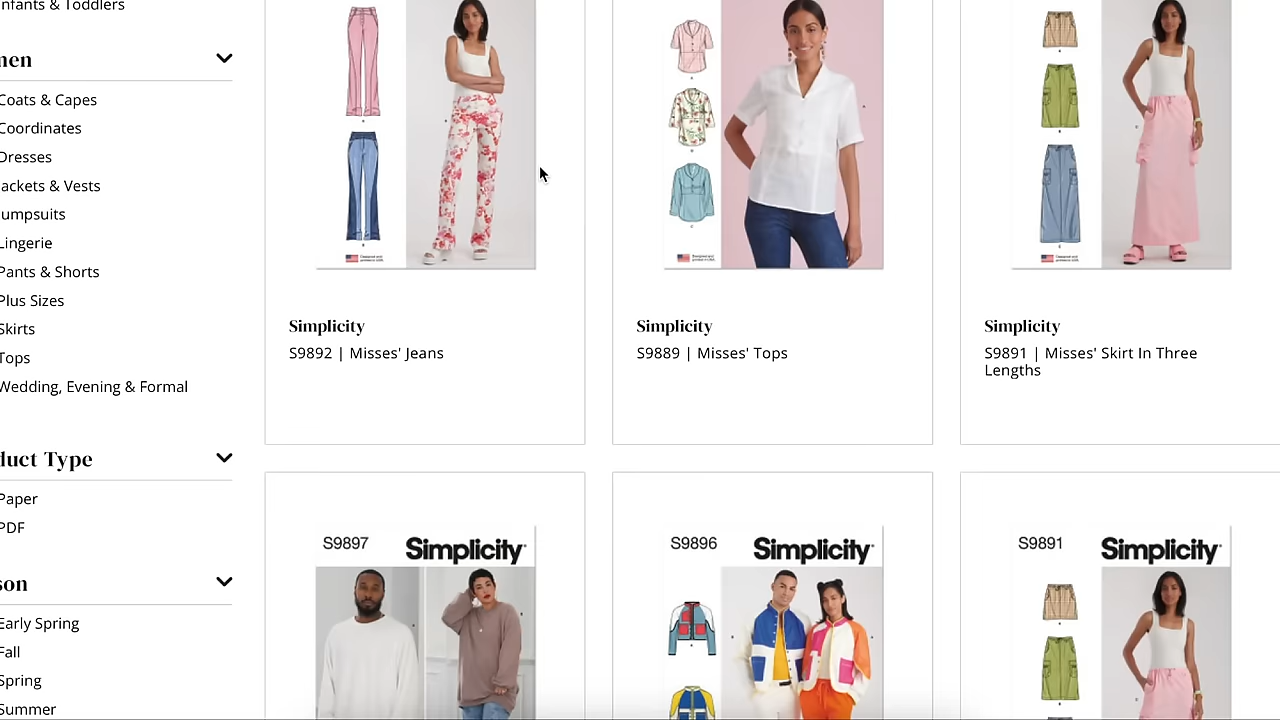 nfants & Toddlers
nen
Coats & Capes
Coordinates
Dresses
ackets & Vests
umpsuits
Lingerie
Pants & Shorts
Plus Sizes
Skirts
Tops
Wedding, Evening & Formal
duct Type
Paper
PDF
son
Early Spring
Fall
Spring
Summer
Simplicity
S9892 | Misses' Jeans
Simplicity
S9889 | Misses' Tops
Simplicity
S9891 | Misses' Skirt In Three
Lengths
S9897 Simplicity
S9896 Simplicity
S9891 Simplicity